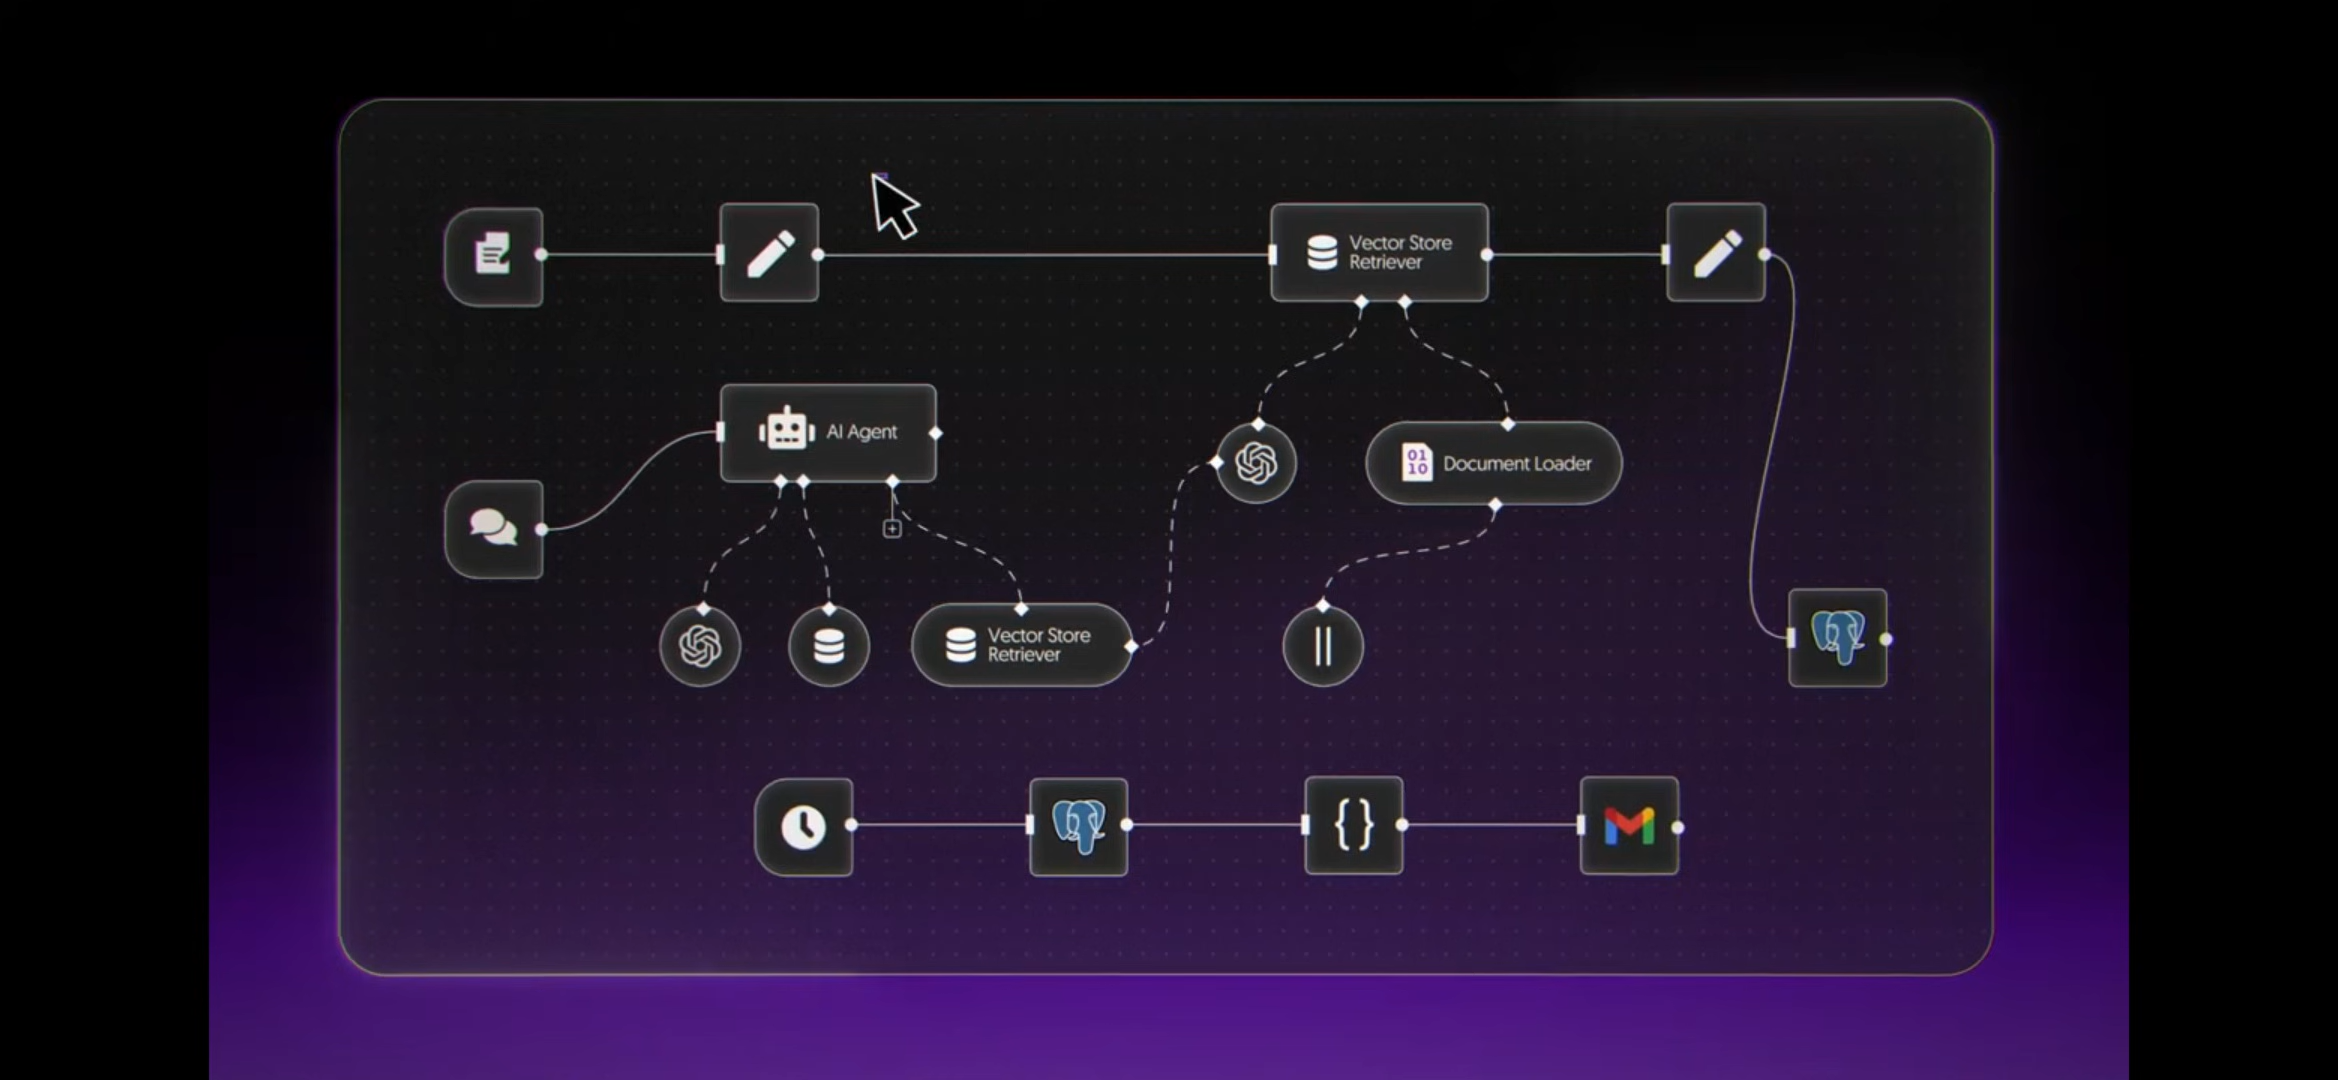 Vector Store
Retriever
AI Agent
01
10
Document Loader
Vector Store
Retriever